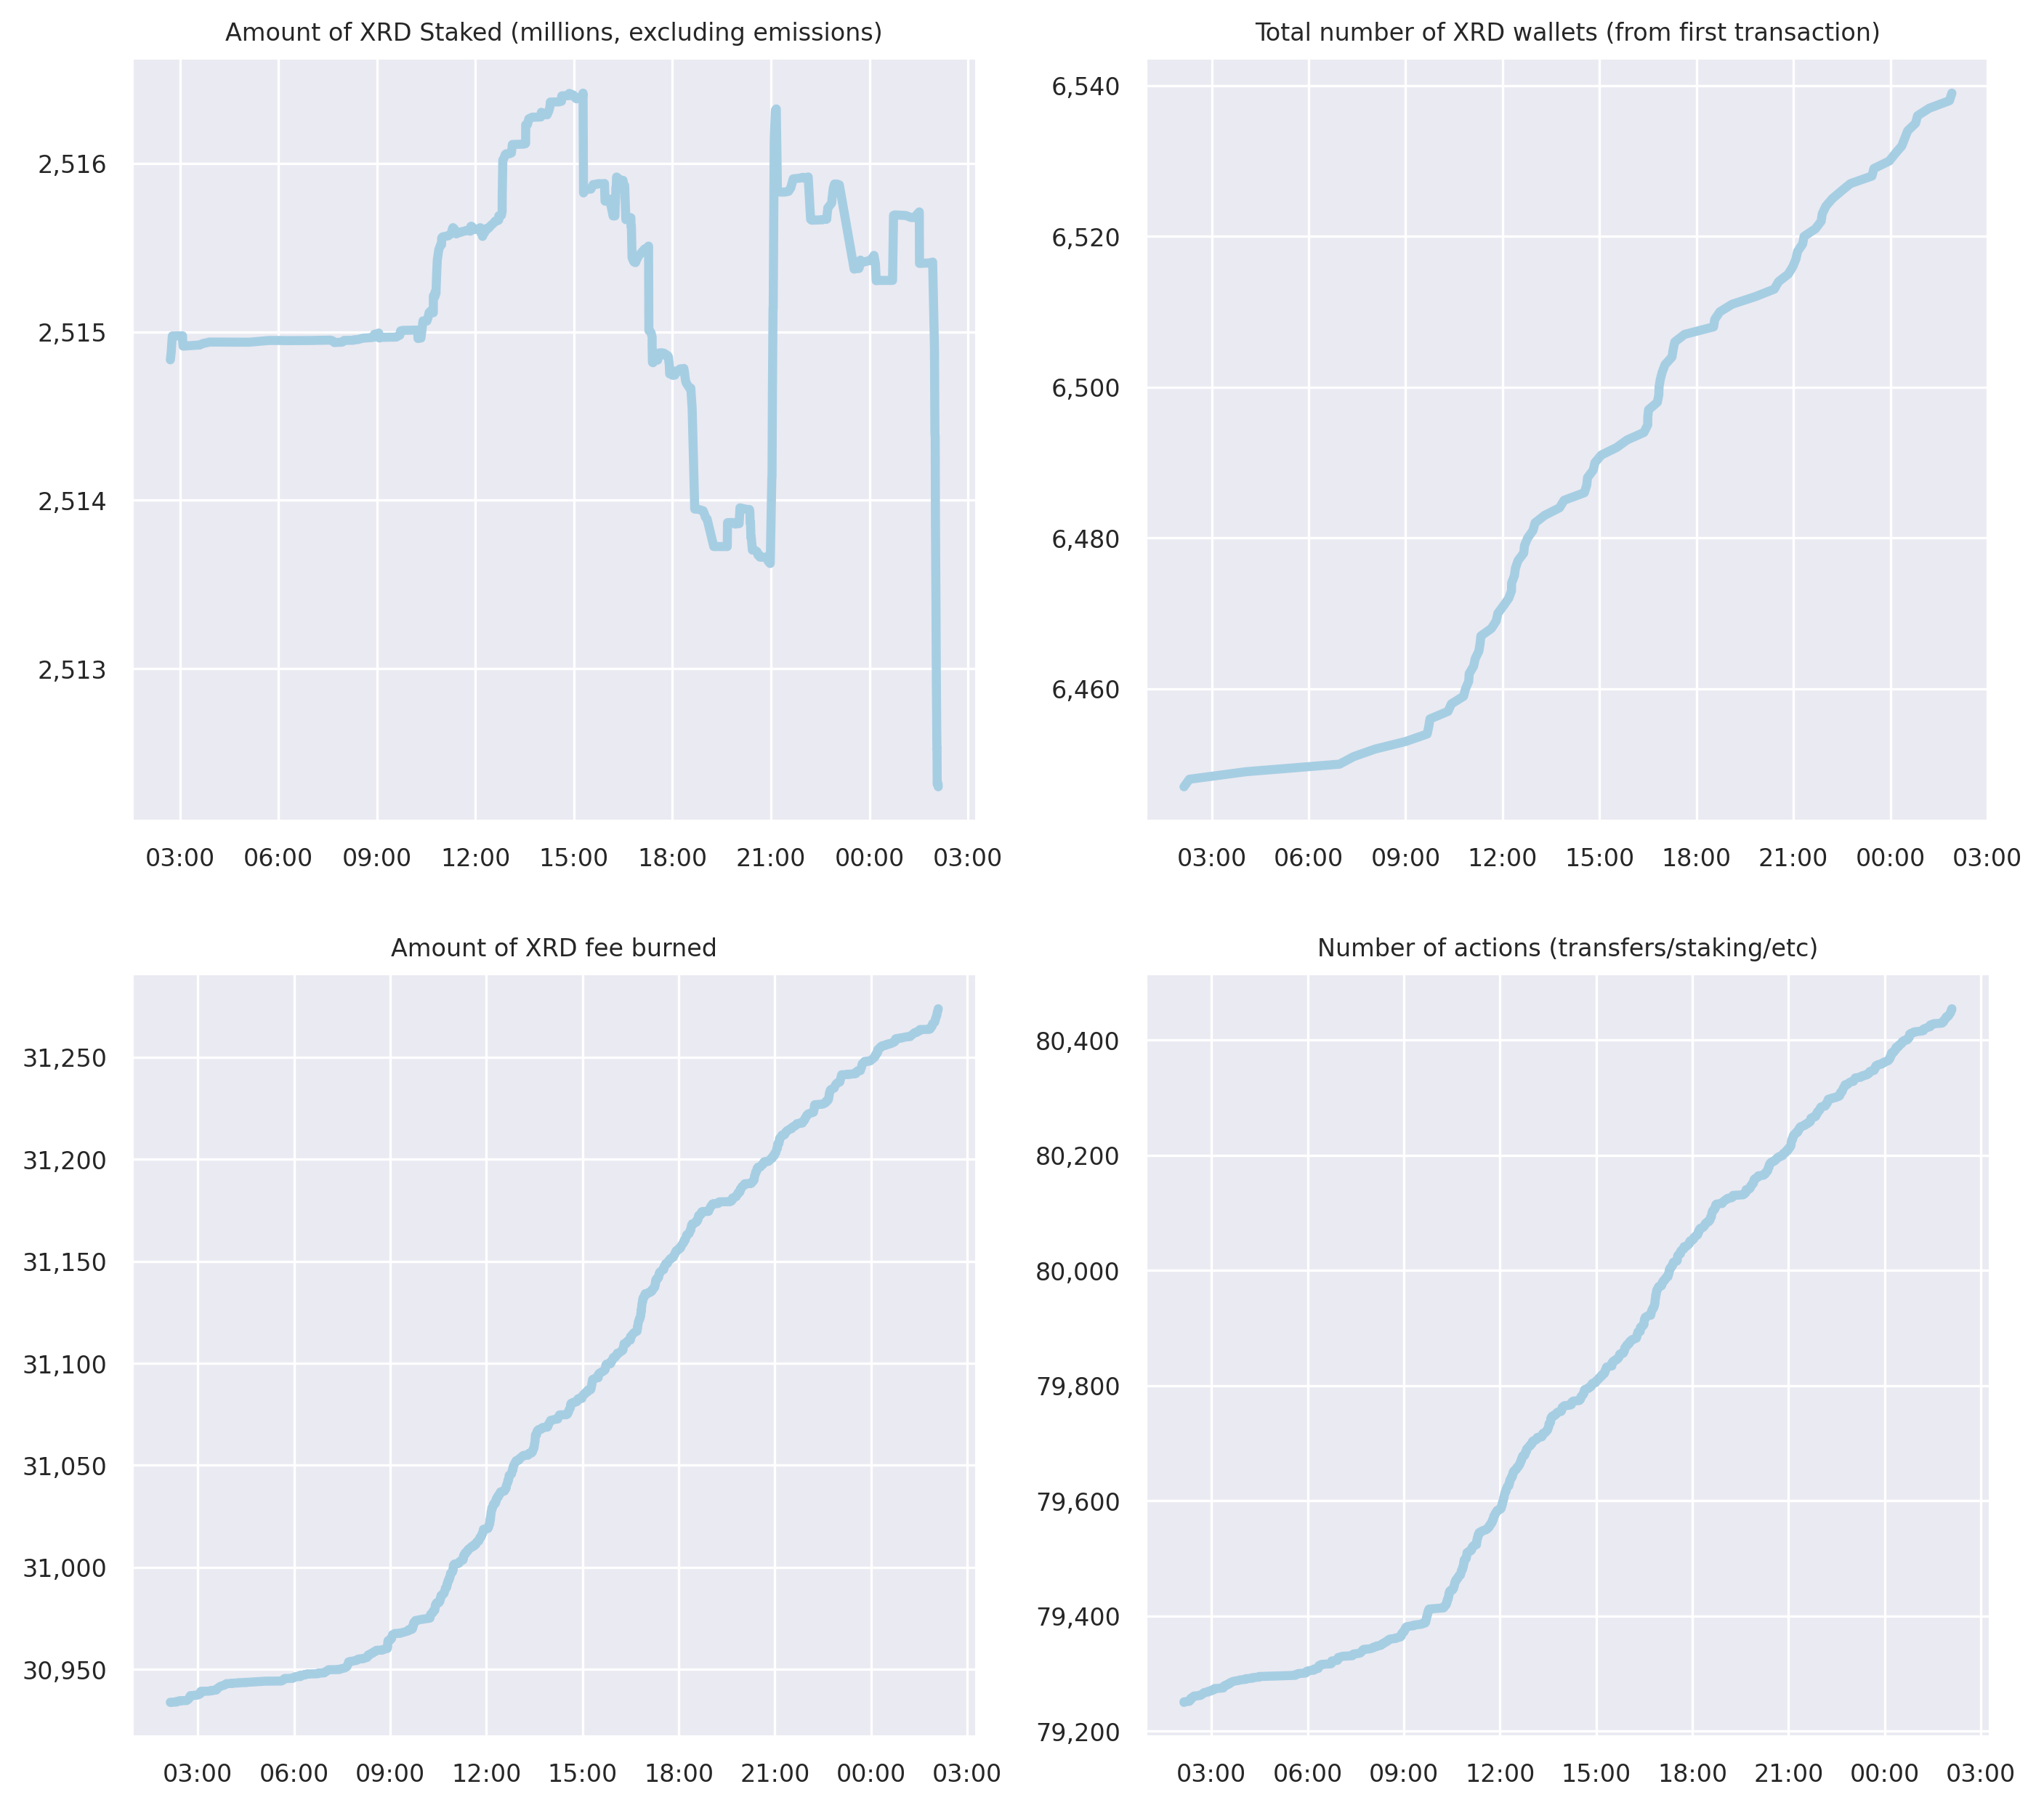 Amount of XRD Staked (millions, excluding emissions)
2,516
2,515
2,514
2,513
03:00 06:00 09:00 12:00 15:00 18:00 21:00 00:00 03:00
Total number of XRD wallets (from first transaction)
6,540
6,520
6,500
6,480
6,460
03:00 06:00 09:00 12:00 15:00 18:00 21:00 00:00 03:00
Amount of XRD fee burned
31,250
31,200
31,150
31,100
31,050
31,000
30,950
03:00 06:00 09:00 12:00 15:00 18:00 21:00 00:00 03:00
Number of actions (transfers/staking/etc)
80,400
80,200
80,000
79,800
79,600
79,400
79,200
03:00 06:00 09:00 12:00 15:00 18:00 21:00 00:00 03:00